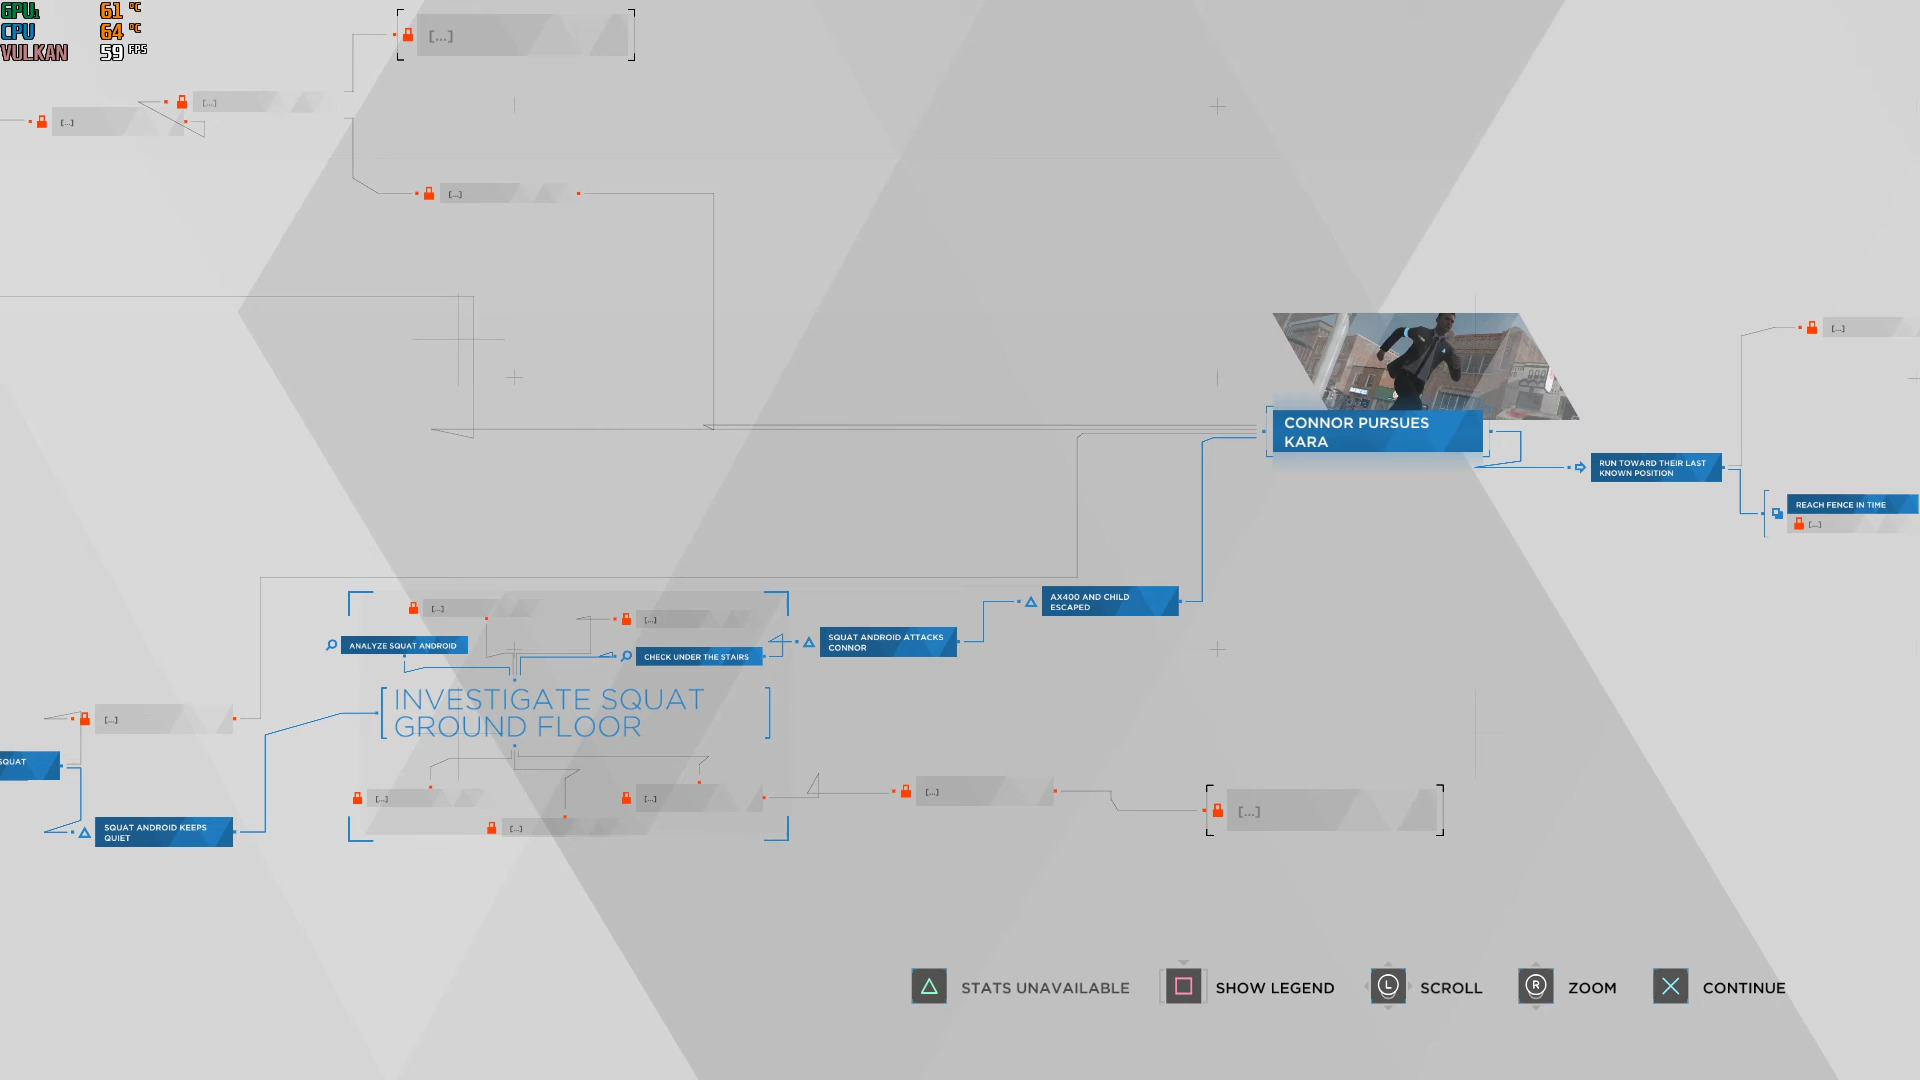 GPU1 61 °C
CPU 64 °C
VULKAN 59 FPS
[...]
[...]
[...]
[...]
[...]
CONNOR PURSUES
KARA
RUN TOWARD THEIR LAST
KNOWN POSITION
REACH FENCE IN TIME
[...]
AX400 AND CHILD
ESCAPED
[...]
[...]
SQUAT ANDROID ATTACKS
CONNOR
ANALYZE SQUAT ANDROID
CHECK UNDER THE STAIRS
INVESTIGATE SQUAT
GROUND FLOOR
[...]
SQUAT
SQUAT ANDROID KEEPS
QUIET
[...]
[...]
[...]
[...]
[...]
STATS UNAVAILABLE
SHOW LEGEND
L SCROLL
R ZOOM
CONTINUE